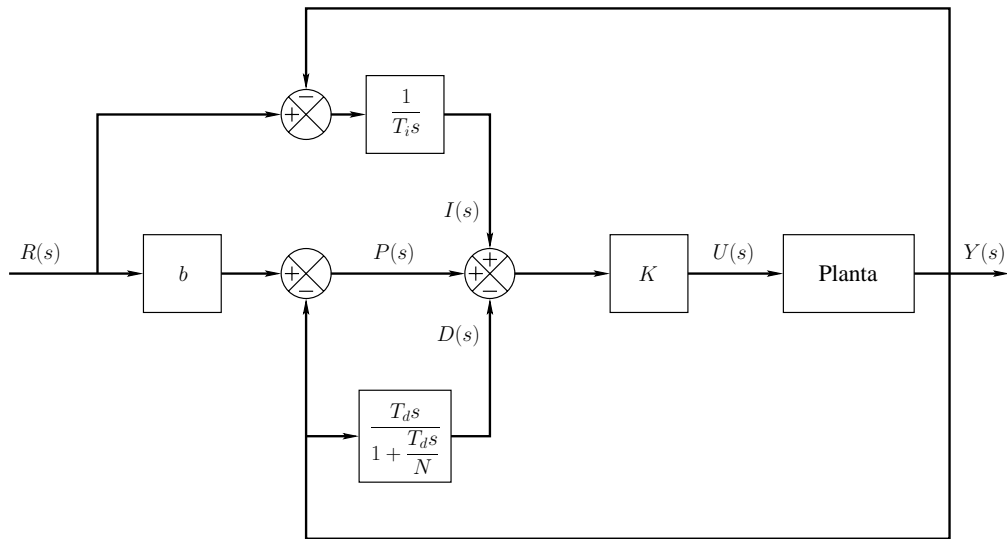 −
+
1
T_i s
I(s)
R(s)
b
+
−
P(s)
+
+
−
K
U(s)
Planta
Y(s)
D(s)
T_d s
1 + T_d s
N